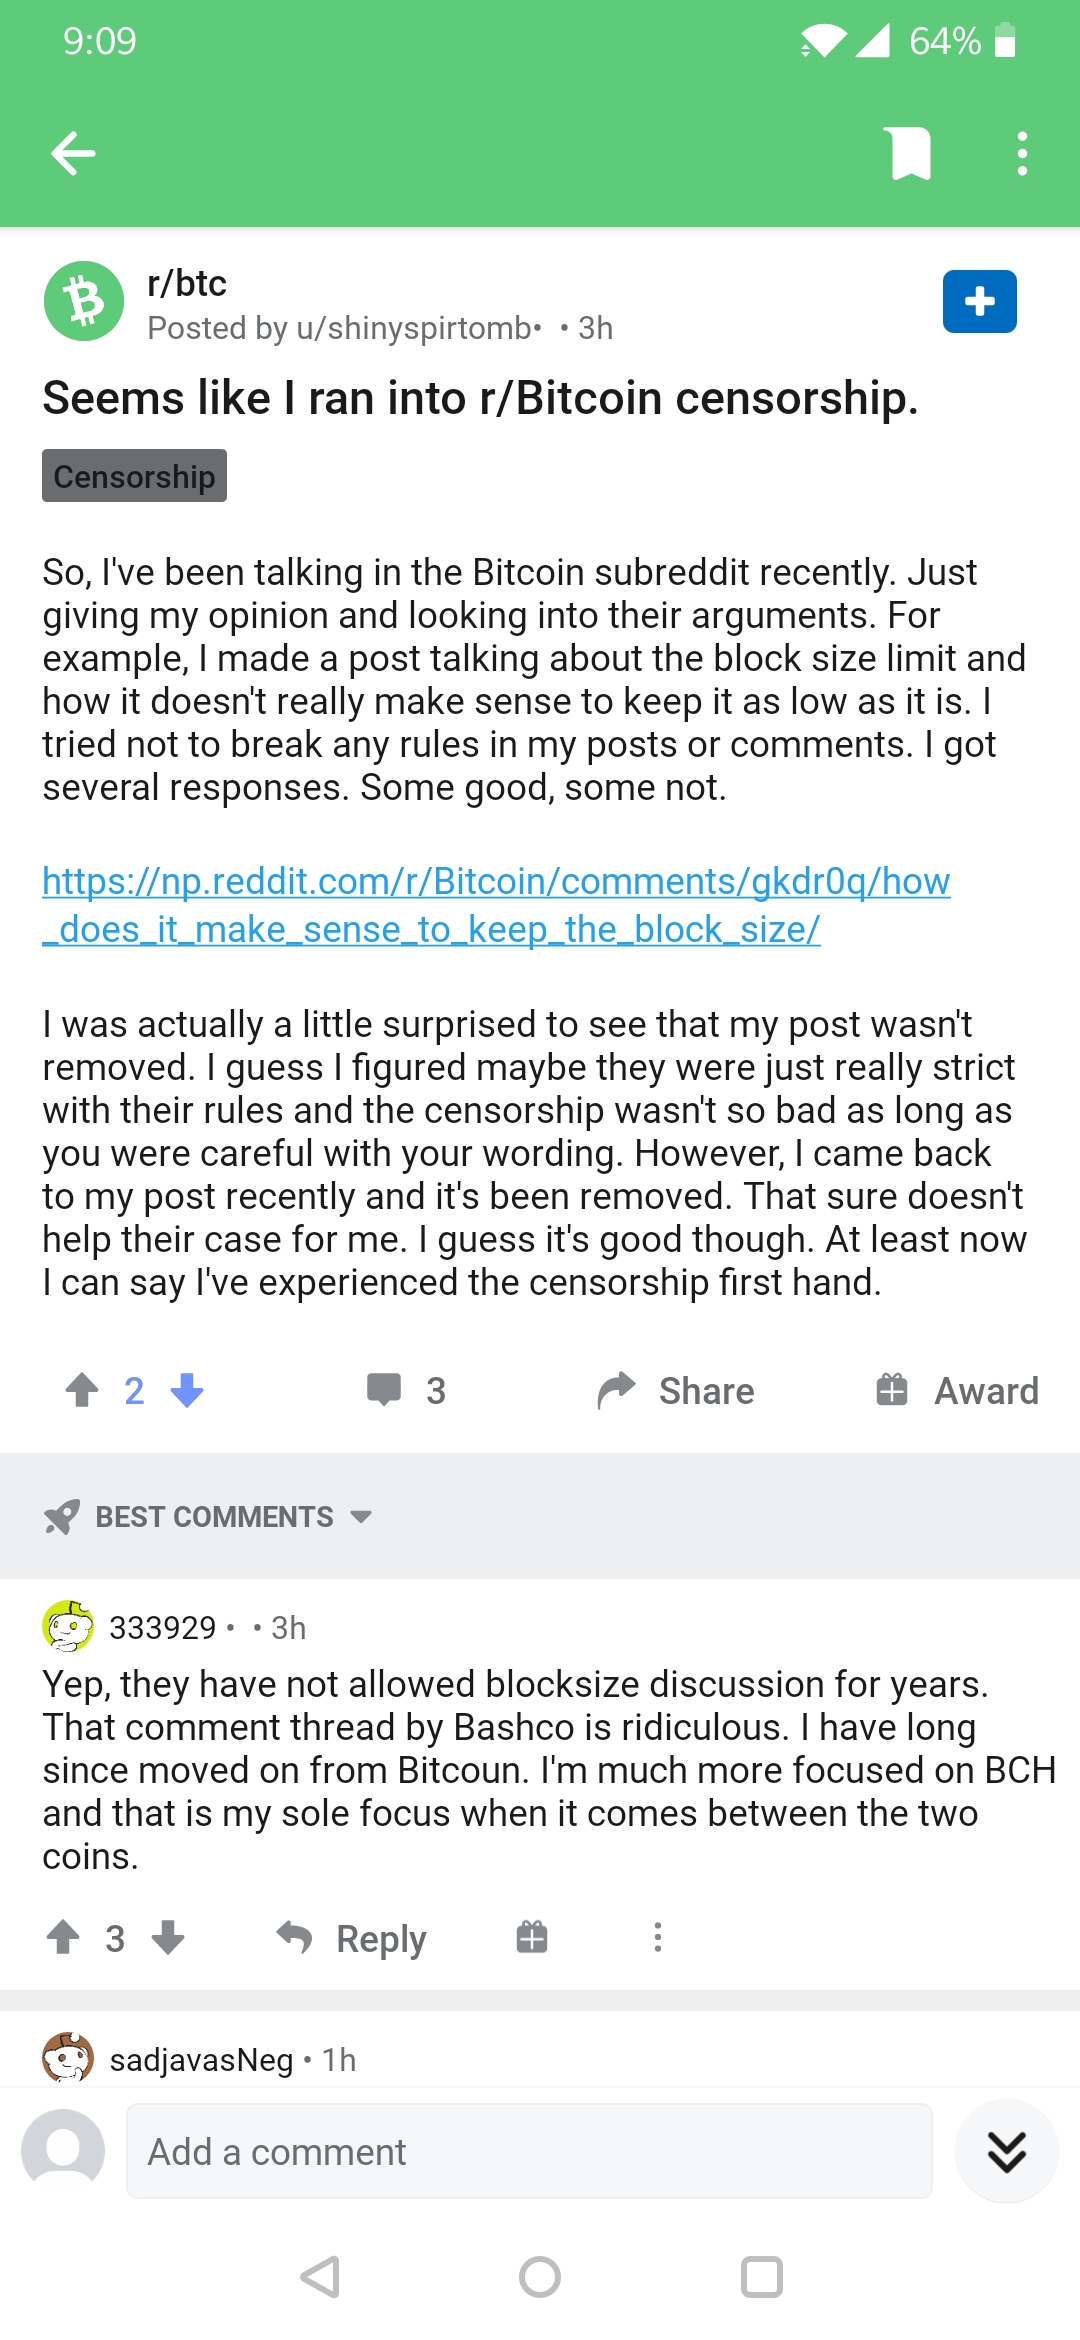 9:09
64%
r/btc
Posted by u/shinyspirtomb• • 3h
Seems like I ran into r/Bitcoin censorship.
Censorship
So, I've been talking in the Bitcoin subreddit recently. Just
giving my opinion and looking into their arguments. For
example, I made a post talking about the block size limit and
how it doesn't really make sense to keep it as low as it is. I
tried not to break any rules in my posts or comments. I got
several responses. Some good, some not.
https://np.reddit.com/r/Bitcoin/comments/gkdr0q/how
_does_it_make_sense_to_keep_the_block_size/
I was actually a little surprised to see that my post wasn't
removed. I guess I figured maybe they were just really strict
with their rules and the censorship wasn't so bad as long as
you were careful with your wording. However, I came back
to my post recently and it's been removed. That sure doesn't
help their case for me. I guess it's good though. At least now
I can say I've experienced the censorship first hand.
2 3 Share Award
BEST COMMENTS
333929 • • 3h
Yep, they have not allowed blocksize discussion for years.
That comment thread by Bashco is ridiculous. I have long
since moved on from Bitcoun. I'm much more focused on BCH
and that is my sole focus when it comes between the two
coins.
3 Reply
sadjavasNeg • 1h
Add a comment